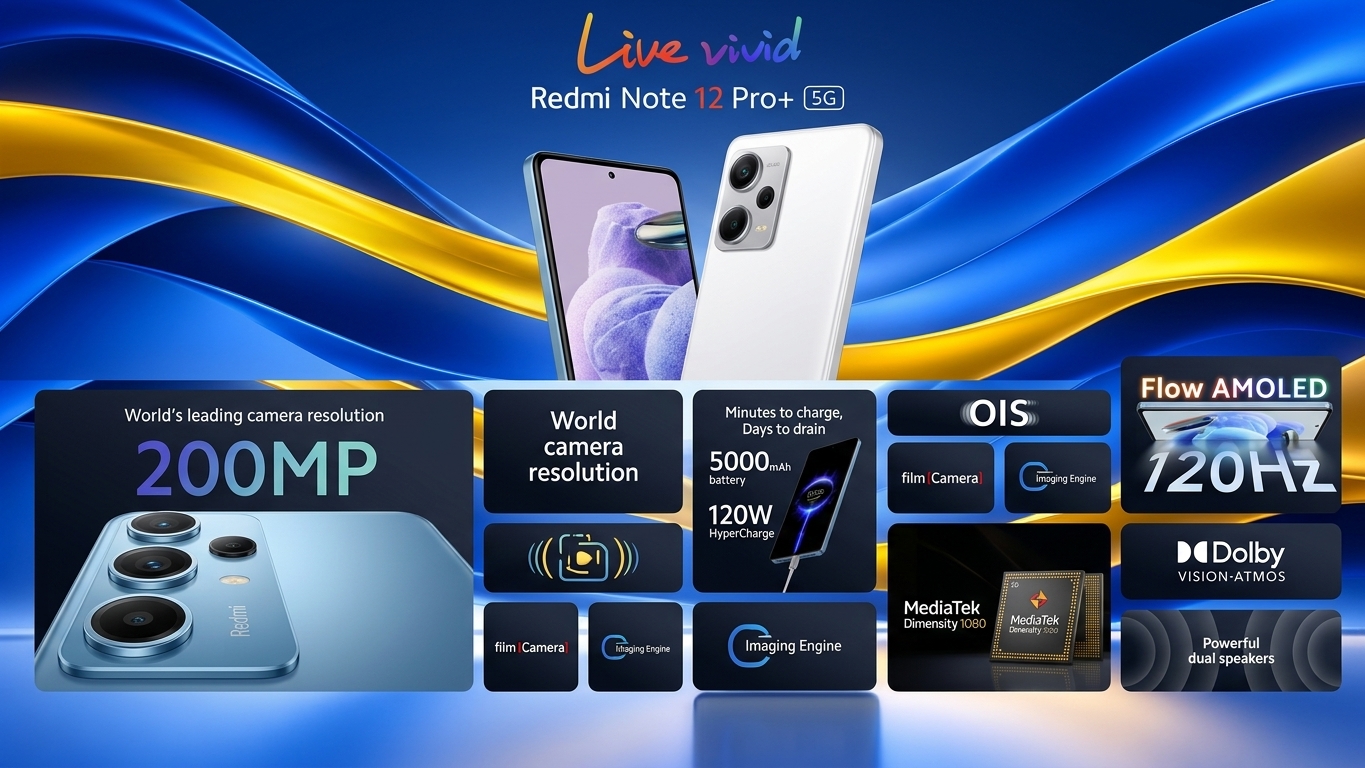 Live vivid
Redmi Note 12 Pro+ 5G
World's leading camera resolution
200MP
Redmi
World
camera
resolution
film[Camera]
Imaging Engine
Minutes to charge,
Days to drain
5000mAh
battery
120W
HyperCharge
Imaging Engine
OIS
film[Camera]
Imaging Engine
MediaTek
Dimensity 1080
MediaTek
Flow AMOLED
120Hz
Dolby
VISION-ATMOS
Powerful
dual speakers